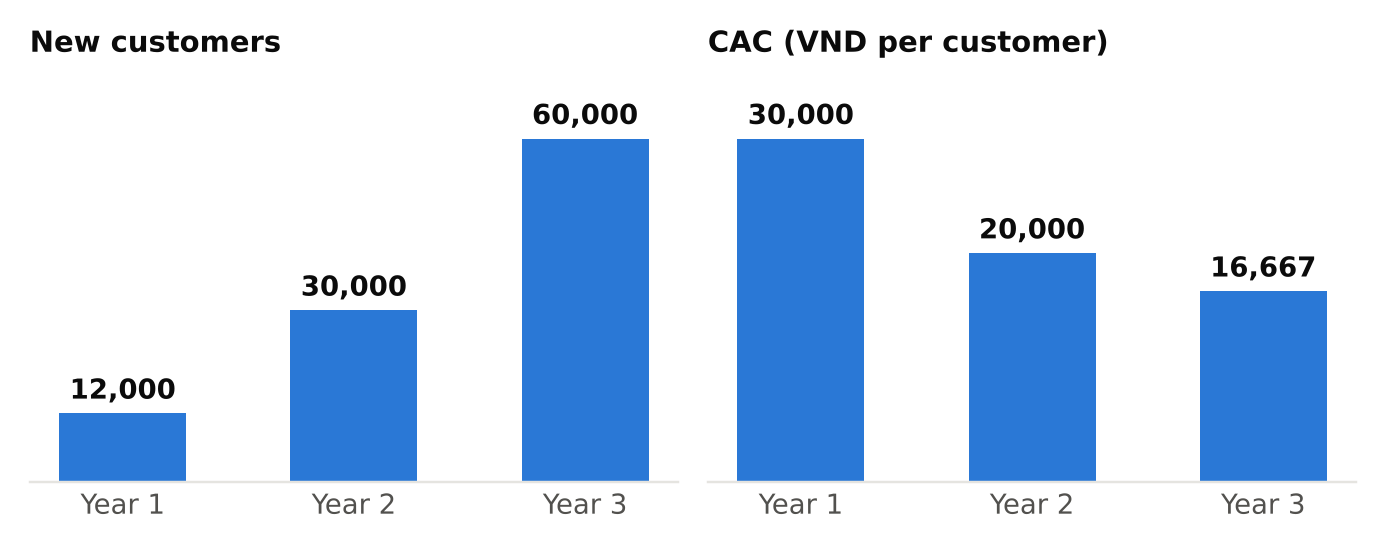 New customers
60,000
30,000
12,000
Year 1 Year 2 Year 3
CAC (VND per customer)
30,000
20,000
16,667
Year 1 Year 2 Year 3